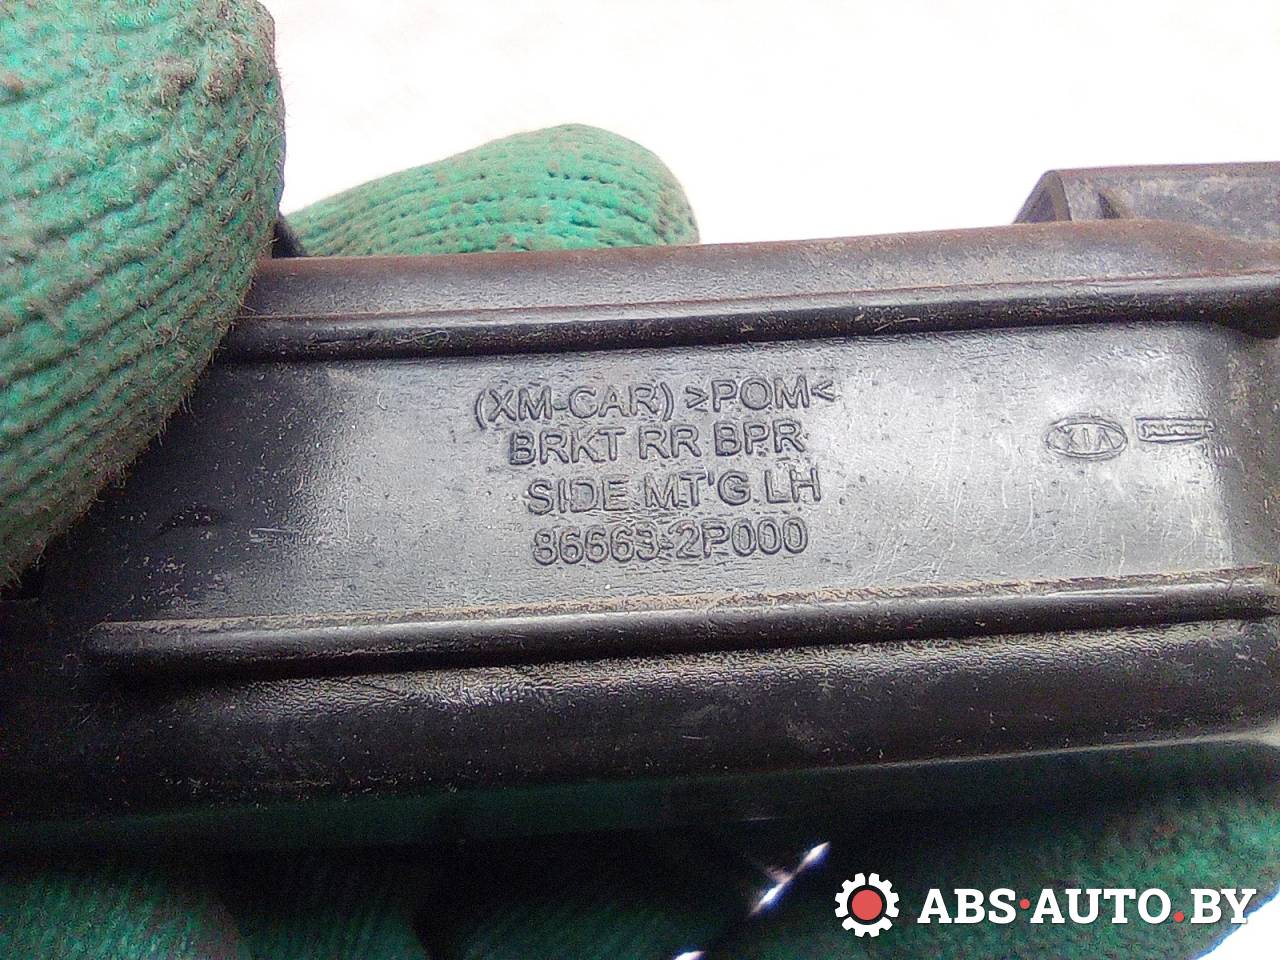 (XM-CAR) >POM<
BRKT RR BPR
SIDE MT'G LH
86663-2P000
KIA
ABS·AUTO.BY